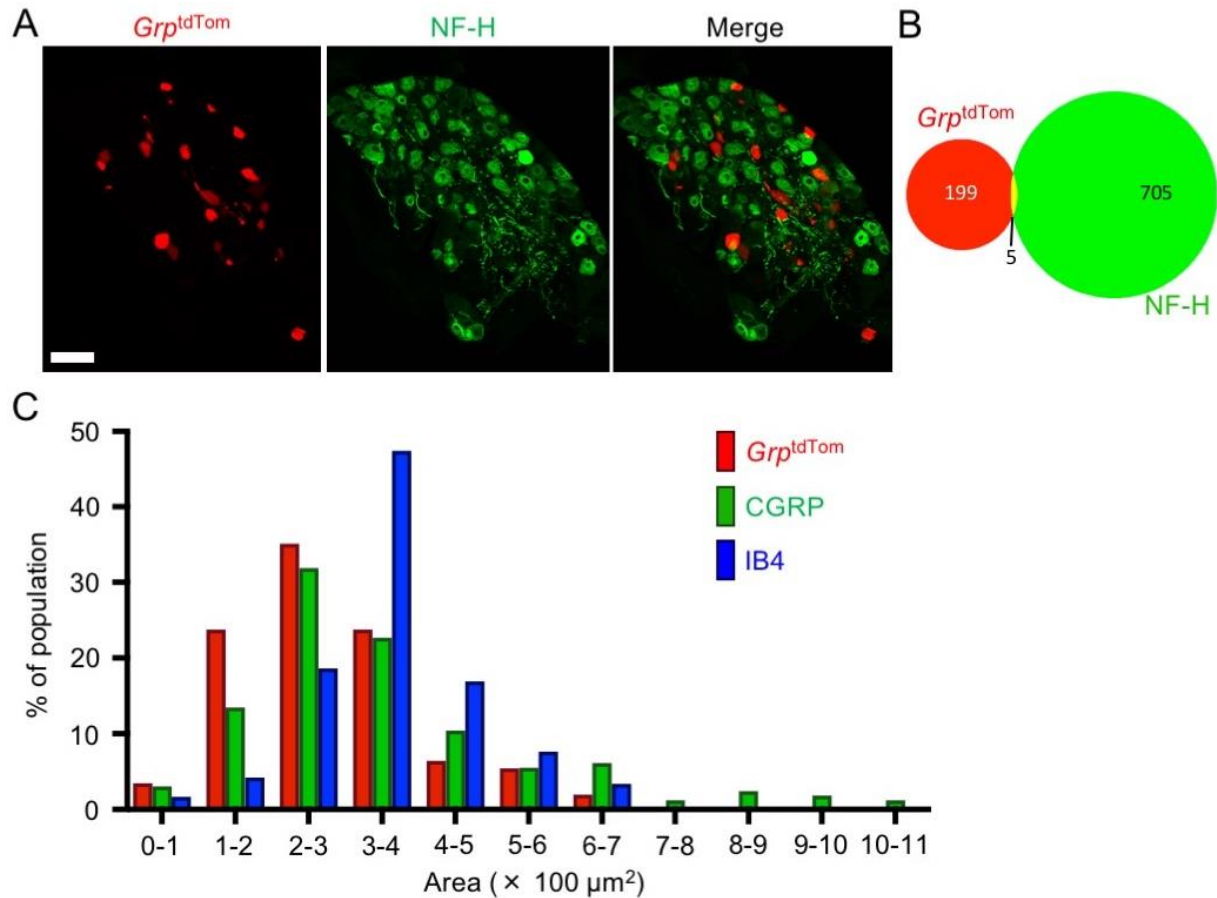 A
Grp^tdTom
NF-H
Merge
B
Grp^tdTom
199
705
5
NF-H
C
50
40
30
20
10
0
% of population
Grp^tdTom
CGRP
IB4
0-1 1-2 2-3 3-4 4-5 5-6 6-7 7-8 8-9 9-10 10-11
Area (× 100 µm²)